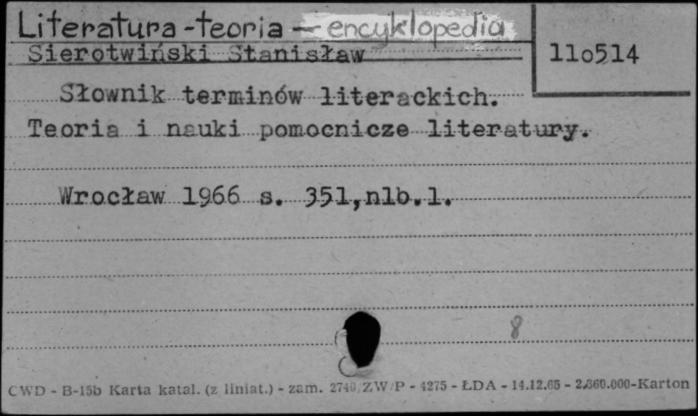 Literatura-teoria - encyklopedia
Sierotwiński Stanisław
11o514
Słownik terminów literackich.
Teoria i nauki pomocnicze literatury.
Wrocław 1966 s. 351,nlb.1.
8
CWD - B-15b Karta katal. (z liniat.) - zam. 2740/ZW/P - 4275 - ŁDA - 14.12.65 - 2.860.000-Karton